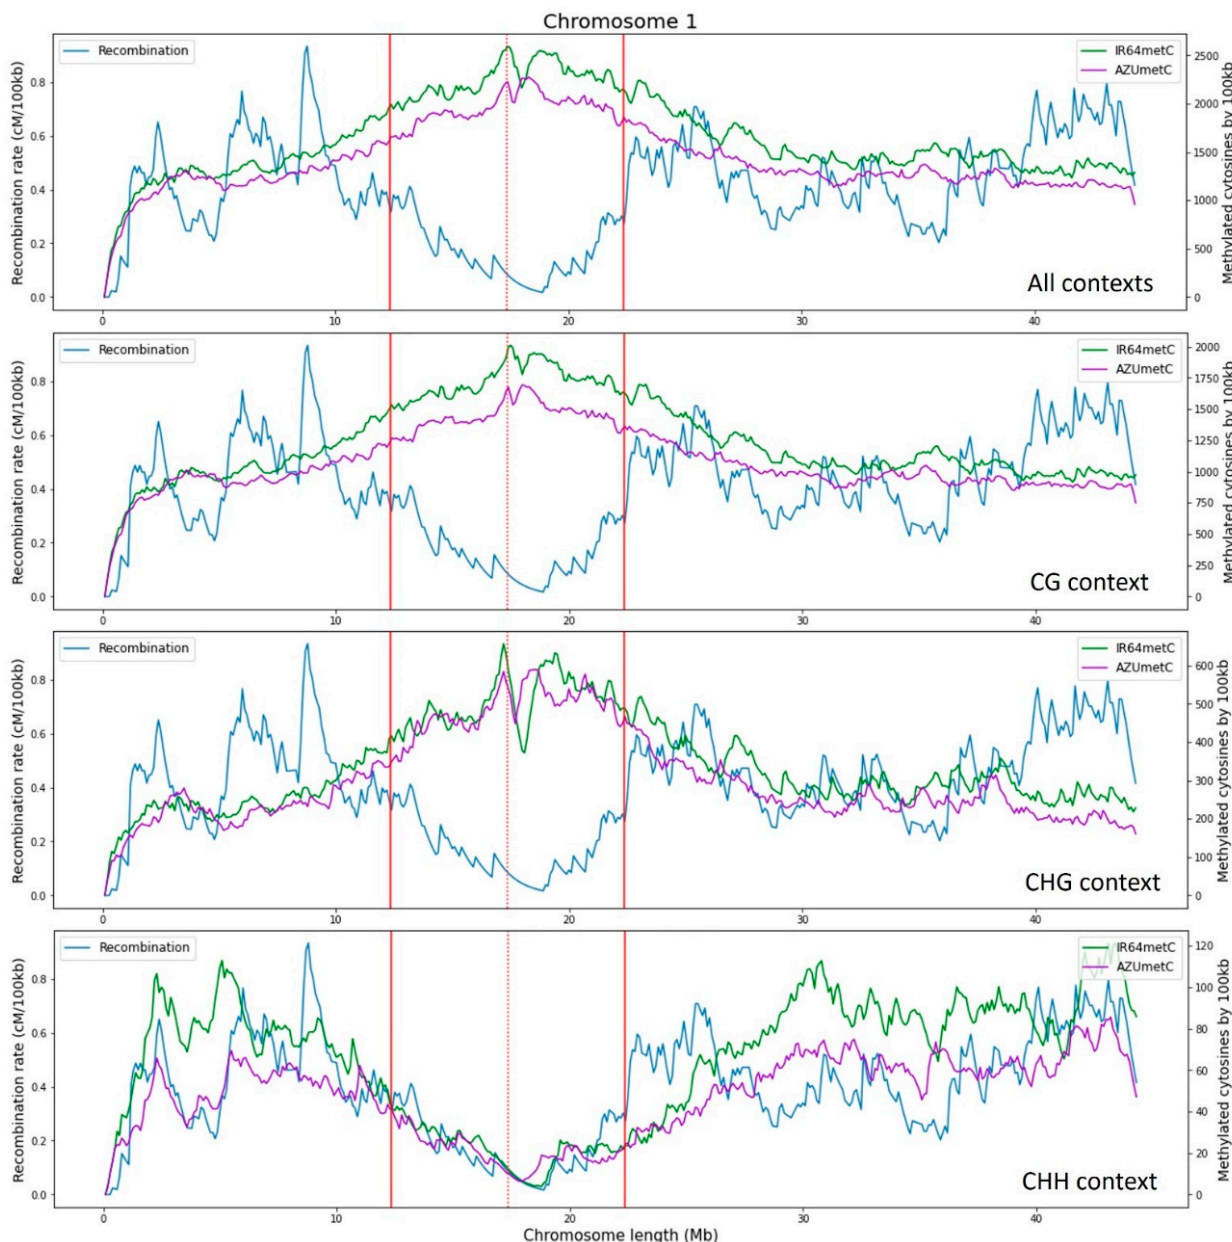 Chromosome 1
Recombination
IR64metC
AZUmetC
Recombination rate (cM/100kb)
0.8
0.6
0.4
0.2
0.0
2500
2000
1500
1000
500
0
Methylated cytosines by 100kb
All contexts
0 10 20 30 40
Recombination
IR64metC
AZUmetC
Recombination rate (cM/100kb)
0.8
0.6
0.4
0.2
0.0
2000
1750
1500
1250
1000
750
500
250
0
Methylated cytosines by 100kb
CG context
0 10 20 30 40
Recombination
IR64metC
AZUmetC
Recombination rate (cM/100kb)
0.8
0.6
0.4
0.2
0.0
600
500
400
300
200
100
0
Methylated cytosines by 100kb
CHG context
0 10 20 30 40
Recombination
IR64metC
AZUmetC
Recombination rate (cM/100kb)
0.8
0.6
0.4
0.2
0.0
120
100
80
60
40
20
0
Methylated cytosines by 100kb
CHH context
0 10 20 30 40
Chromosome length (Mb)